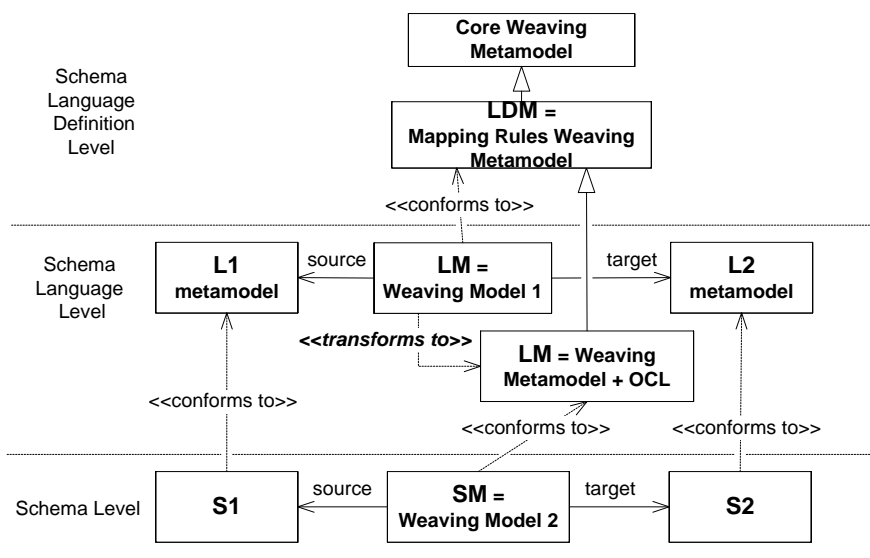 Core Weaving
Metamodel
Schema
Language
Definition
Level
LDM =
Mapping Rules Weaving
Metamodel
<<conforms to>>
Schema
Language
Level
L1
metamodel
source
LM =
Weaving Model 1
target
L2
metamodel
<<transforms to>>
LM = Weaving
Metamodel + OCL
<<conforms to>>
<<conforms to>>
<<conforms to>>
Schema Level
S1
source
SM =
Weaving Model 2
target
S2